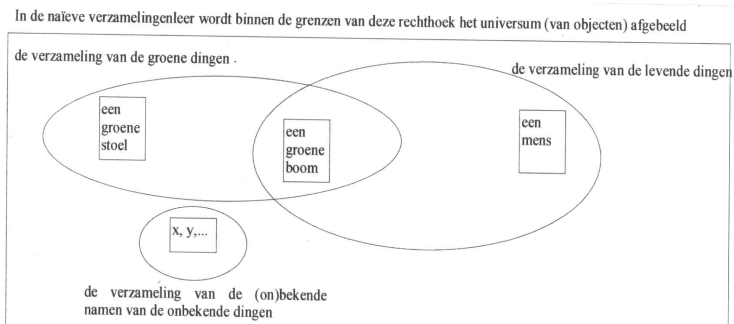 In de naïeve verzamelingenleer wordt binnen de grenzen van deze rechthoek het universum (van objecten) afgebeeld
de verzameling van de groene dingen .
de verzameling van de levende dingen
een
groene
stoel
een
groene
boom
een
mens
x, y,...
de verzameling van de (on)bekende
namen van de onbekende dingen